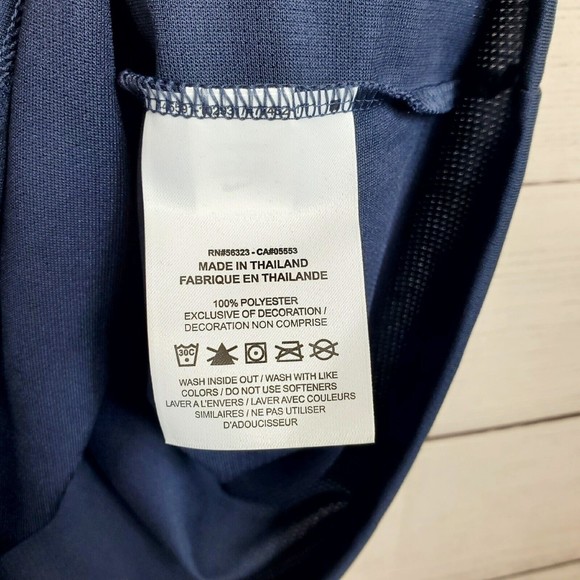 RN#56323 - CA#05553
MADE IN THAILAND
FABRIQUE EN THAILANDE
100% POLYESTER
EXCLUSIVE OF DECORATION /
DECORATION NON COMPRISE
30C
WASH INSIDE OUT / WASH WITH LIKE
COLORS / DO NOT USE SOFTENERS
LAVER A L'ENVERS / LAVER AVEC COULEURS
SIMILAIRES / NE PAS UTILISER
D'ADOUCISSEUR